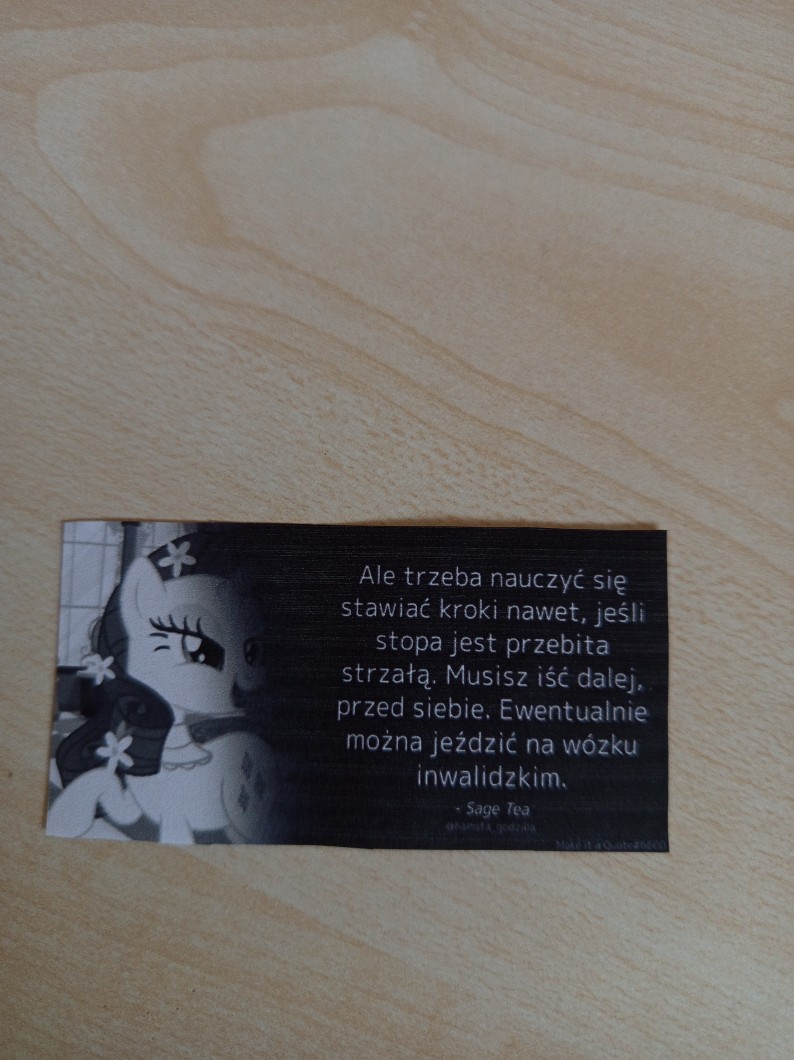 Ale trzeba nauczyć się
stawiać kroki nawet, jeśli
stopa jest przebita
strzałą. Musisz iść dalej,
przed siebie. Ewentualnie
można jeździć na wózku
inwalidzkim.
- Sage Tea
Make it a Quote